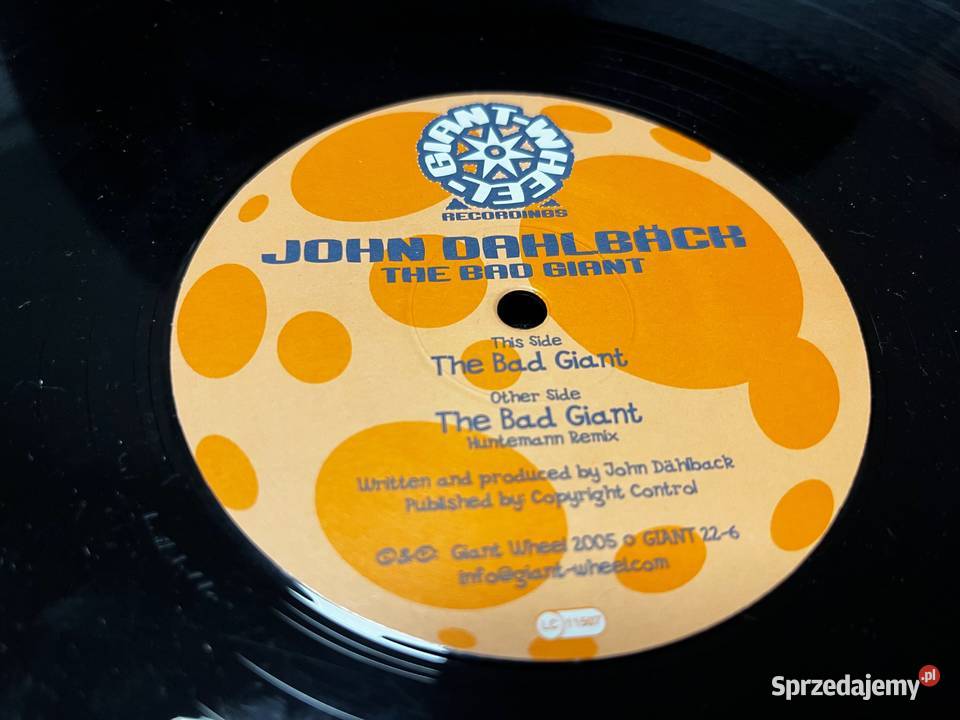 GIANT-WHEEL-
RECORDINGS
JOHN DAHLBÄCK
THE BAD GIANT
This Side
The Bad Giant
Other Side
The Bad Giant
Huntemann Remix
Written and produced by John Dählback
Published by: Copyright Control
©&℗: Giant Wheel 2005 o GIANT 22-6
info@giant-wheel.com
LC 11507
Sprzedajemy.pl